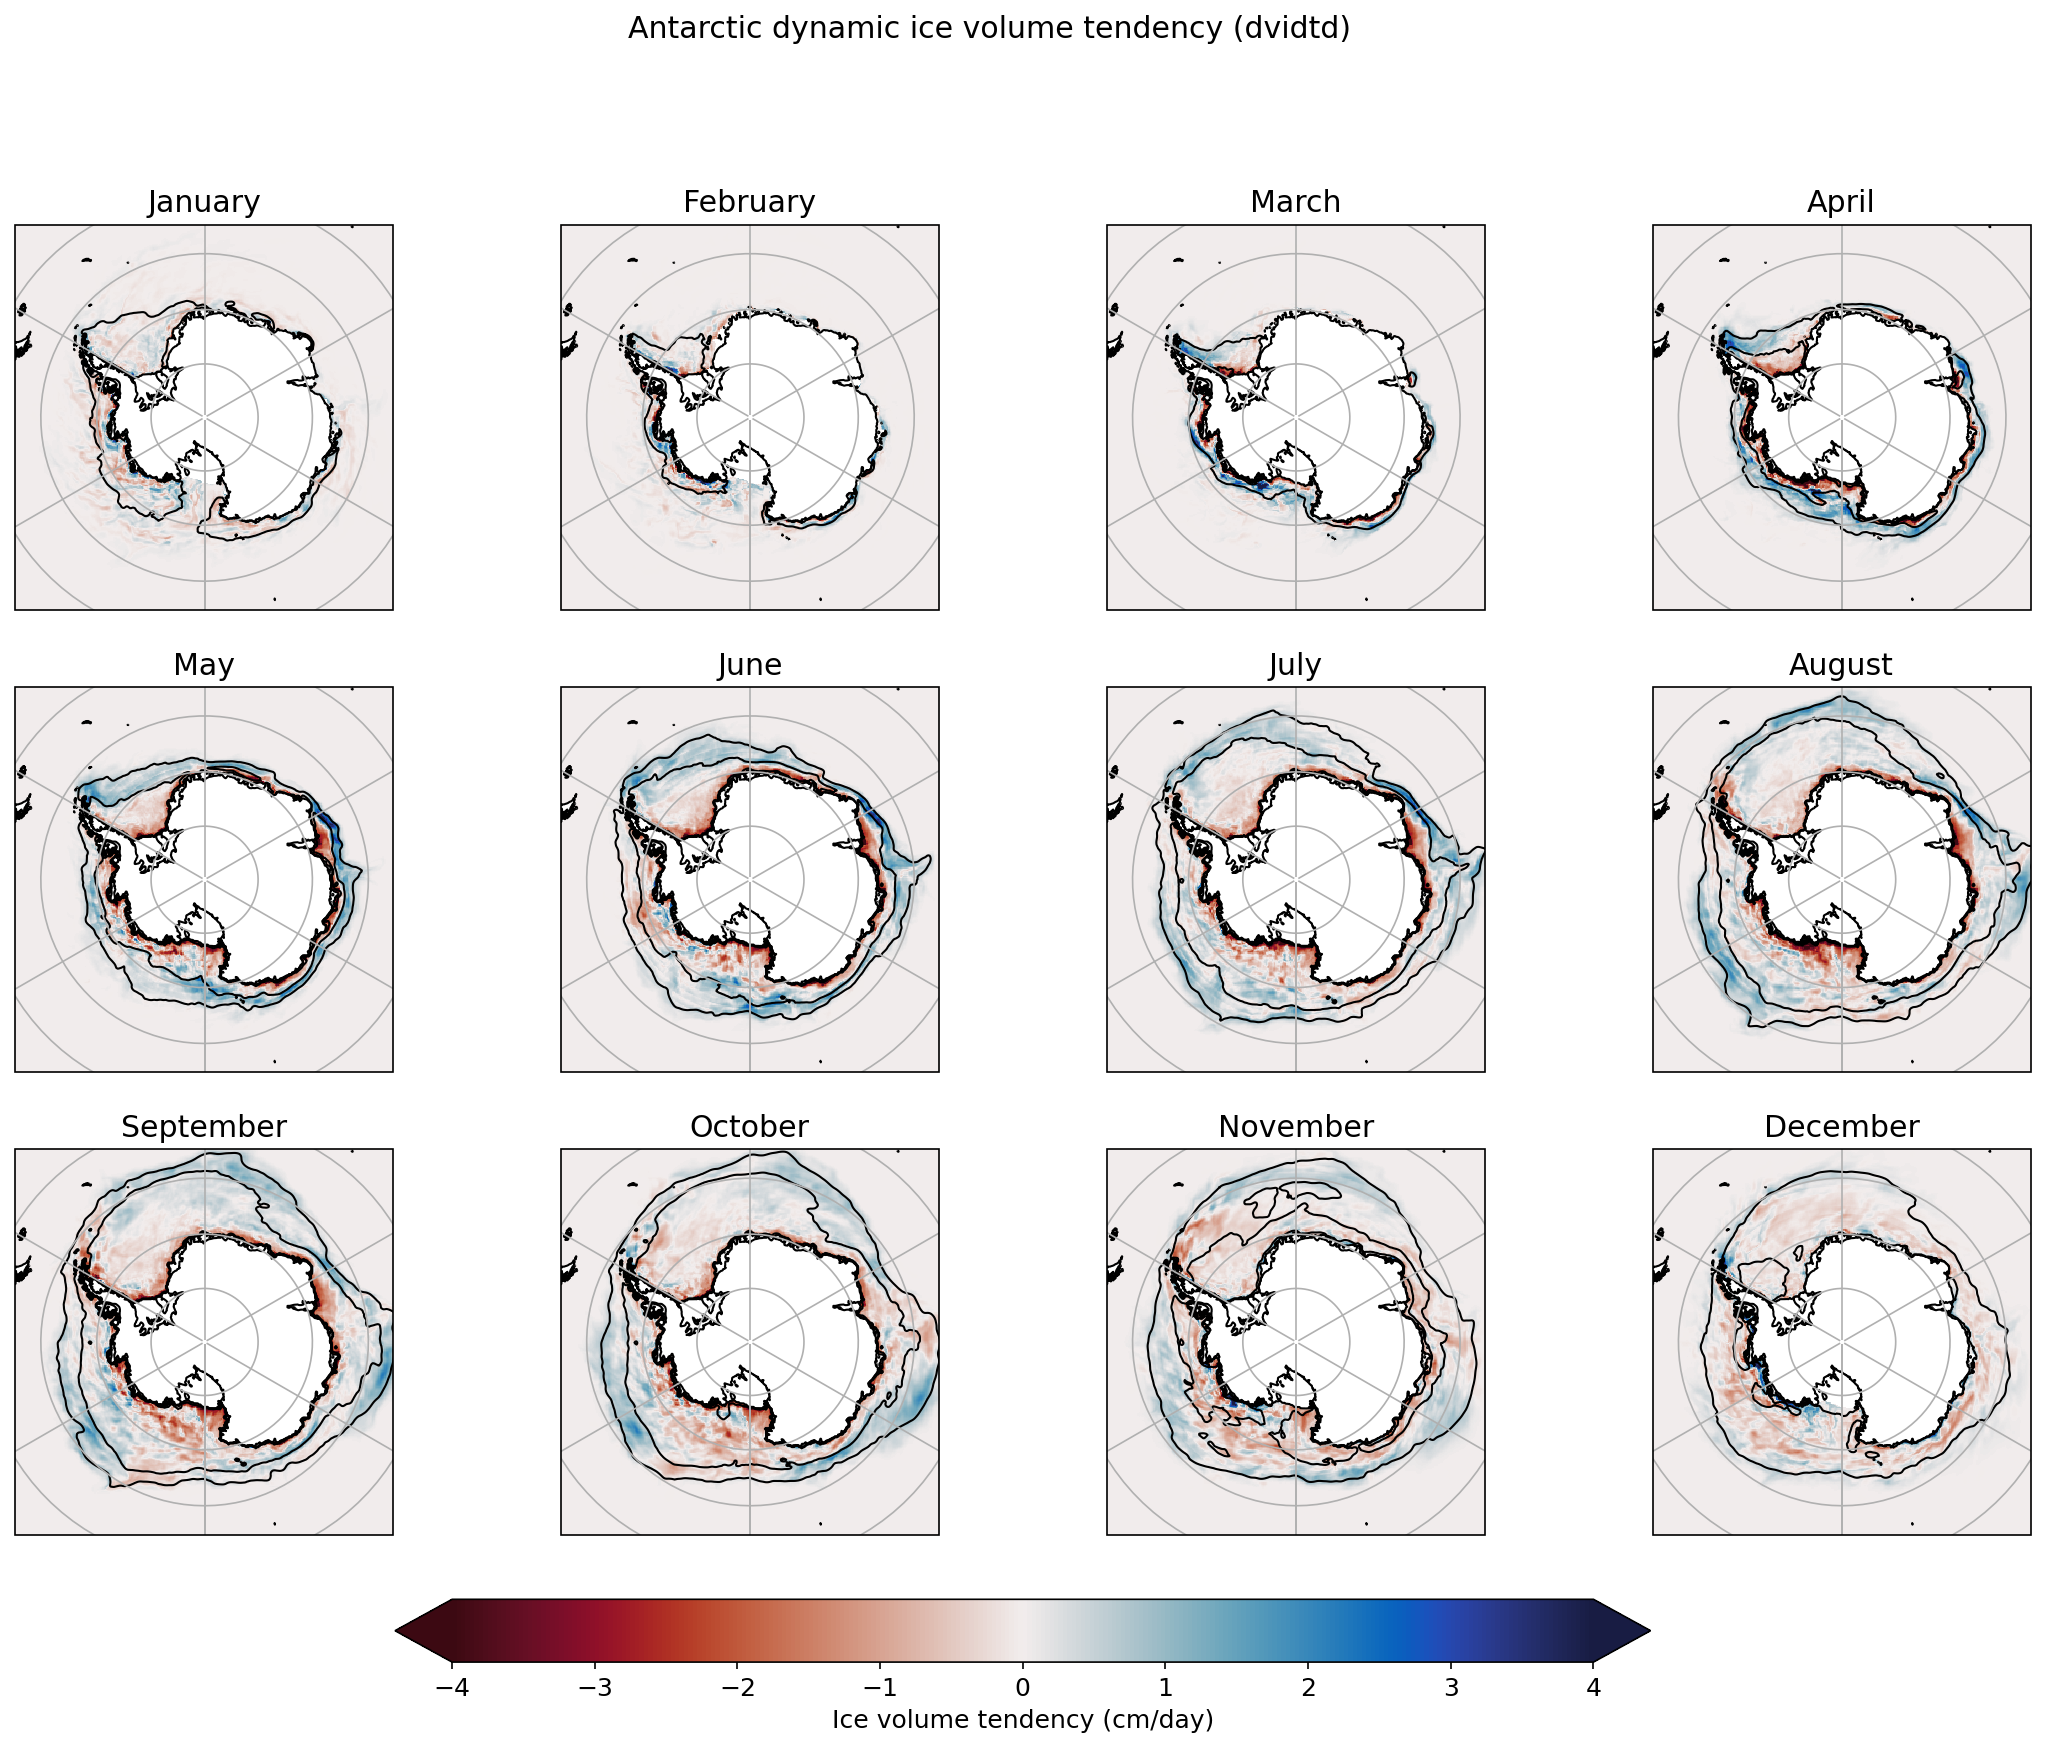 Antarctic dynamic ice volume tendency (dvidtd)
January
February
March
April
May
June
July
August
September
October
November
December
−4
−3
−2
−1
0
1
2
3
4
Ice volume tendency (cm/day)